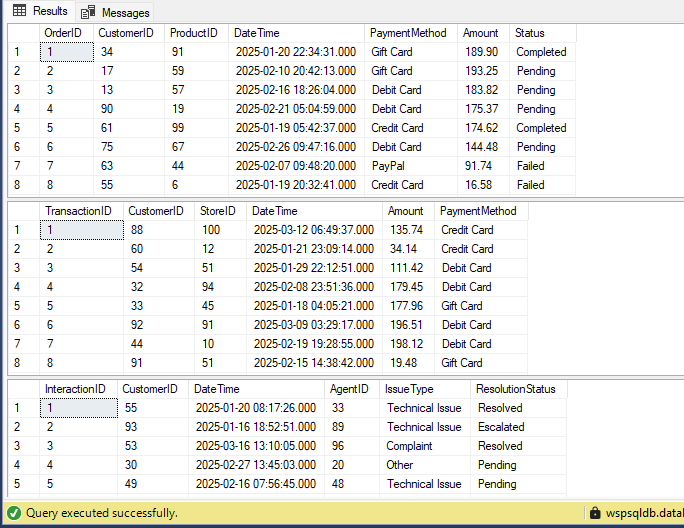 Results Messages
OrderID CustomerID ProductID DateTime PaymentMethod Amount Status
1 1 34 91 2025-01-20 22:34:31.000 Gift Card 189.90 Completed
2 2 17 59 2025-02-10 20:42:13.000 Gift Card 193.25 Pending
3 3 13 57 2025-02-16 18:26:04.000 Debit Card 183.82 Pending
4 4 90 19 2025-02-21 05:04:59.000 Debit Card 175.37 Pending
5 5 61 99 2025-01-19 05:42:37.000 Credit Card 174.62 Completed
6 6 75 67 2025-02-26 09:47:16.000 Debit Card 144.48 Pending
7 7 63 44 2025-02-07 09:48:20.000 PayPal 91.74 Failed
8 8 55 6 2025-01-19 20:32:41.000 Credit Card 16.58 Failed
TransactionID CustomerID StoreID DateTime Amount PaymentMethod
1 1 88 100 2025-03-12 06:49:37.000 135.74 Credit Card
2 2 60 12 2025-01-21 23:09:14.000 34.14 Credit Card
3 3 54 51 2025-01-29 22:12:51.000 111.42 Debit Card
4 4 32 94 2025-02-08 23:51:36.000 179.45 Debit Card
5 5 33 45 2025-01-18 04:05:21.000 177.96 Gift Card
6 6 92 91 2025-03-09 03:29:17.000 196.51 Debit Card
7 7 44 10 2025-02-19 19:28:55.000 198.12 Debit Card
8 8 91 51 2025-02-15 14:38:42.000 19.48 Gift Card
InteractionID CustomerID DateTime AgentID IssueType ResolutionStatus
1 1 55 2025-01-20 08:17:26.000 33 Technical Issue Resolved
2 2 93 2025-01-16 18:52:51.000 89 Technical Issue Escalated
3 3 53 2025-03-16 13:10:05.000 96 Complaint Resolved
4 4 30 2025-02-27 13:45:03.000 20 Other Pending
5 5 49 2025-02-16 07:56:45.000 48 Technical Issue Pending
Query executed successfully. wspsqldb.datal